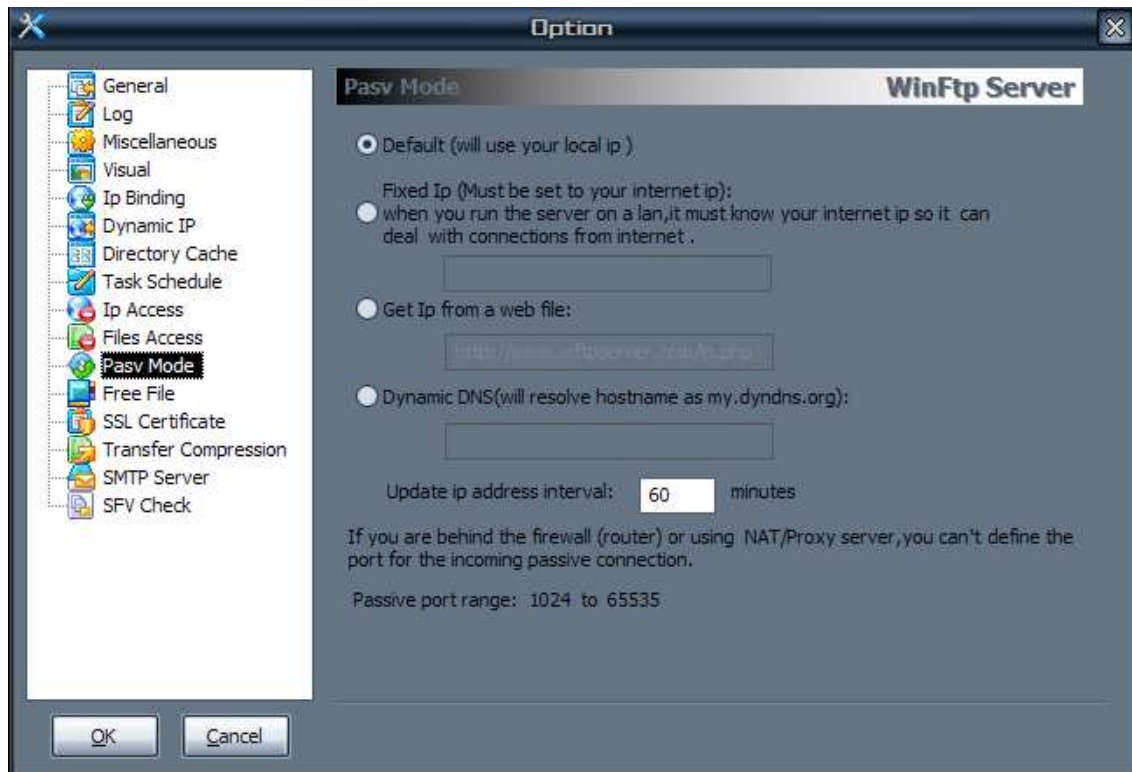 Option
General
Log
Miscellaneous
Visual
Ip Binding
Dynamic IP
Directory Cache
Task Schedule
Ip Access
Files Access
Pasv Mode
Free File
SSL Certificate
Transfer Compression
SMTP Server
SFV Check
OK
Cancel
Pasv Mode
WinFtp Server
Default (will use your local ip )
Fixed Ip (Must be set to your internet ip):
when you run the server on a lan,it must know your internet ip so it can
deal with connections from internet .
Get Ip from a web file:
Dynamic DNS(will resolve hostname as my.dyndns.org):
Update ip address interval: 60 minutes
If you are behind the firewall (router) or using NAT/Proxy server,you can't define the
port for the incoming passive connection.
Passive port range: 1024 to 65535